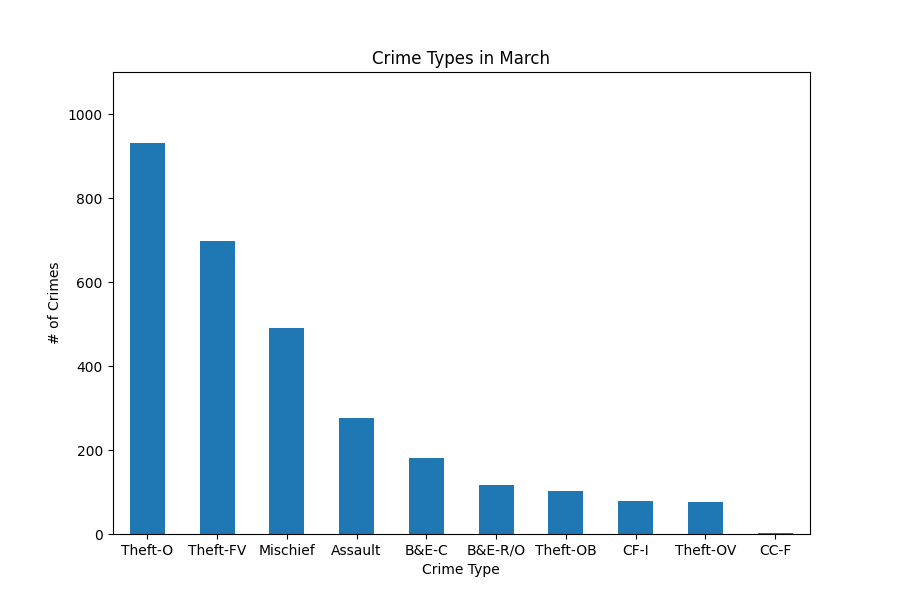 Crime Types in March
1000
800
600
400
200
0
# of Crimes
Theft-O Theft-FV Mischief Assault B&E-C B&E-R/O Theft-OB CF-I Theft-OV CC-F
Crime Type